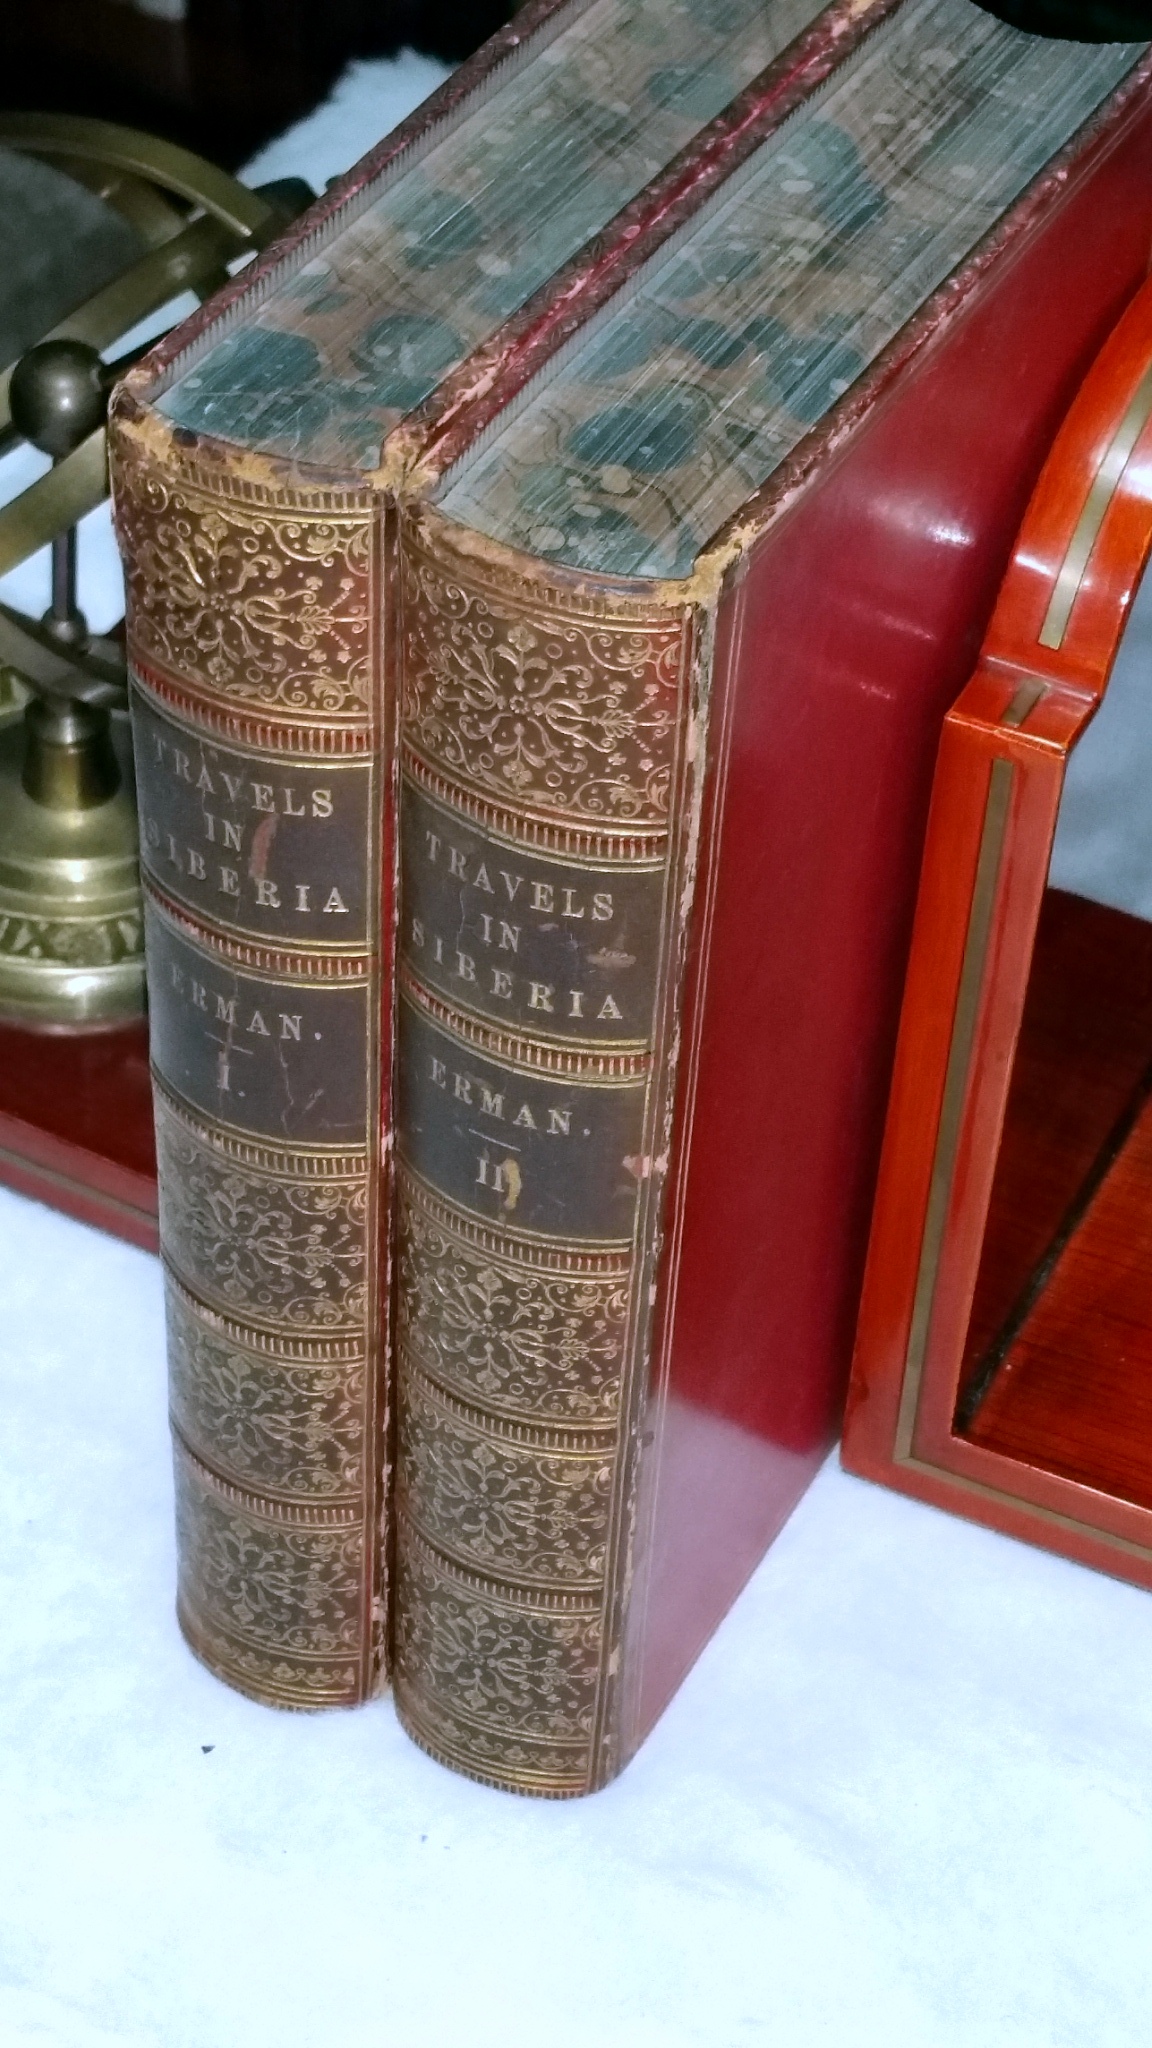 TRAVELS
IN
SIBERIA
ERMAN.
I.
TRAVELS
IN
SIBERIA
ERMAN.
II